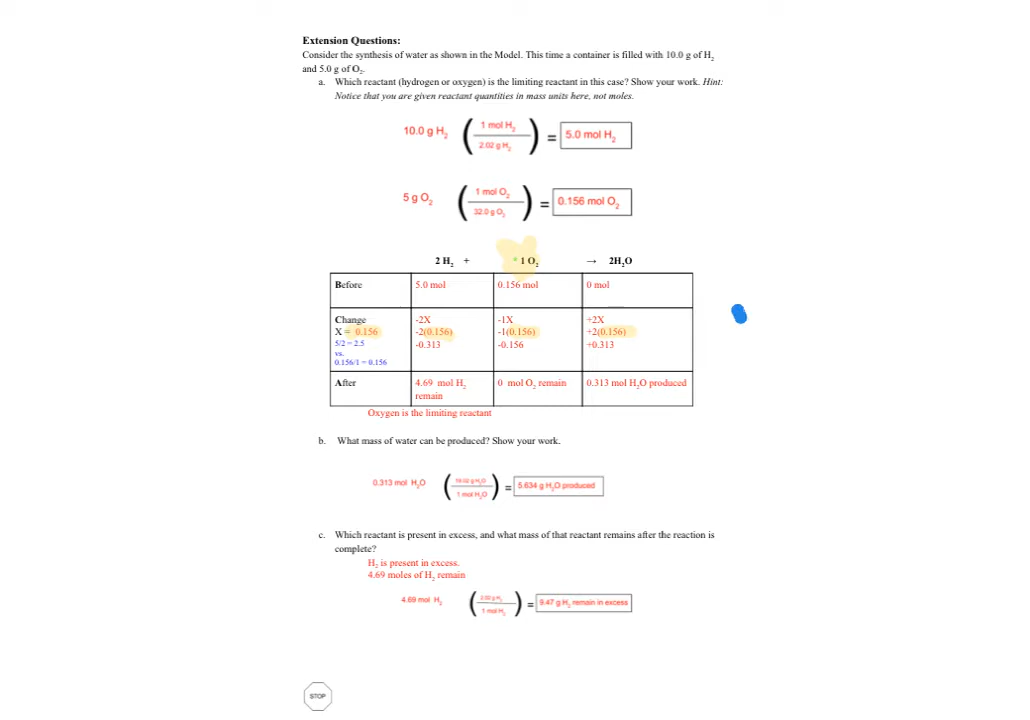 Extension Questions:
Consider the synthesis of water as shown in the Model. This time a container is filled with 10.0 g of H₂
and 5.0 g of O₂.
a. Which reactant (hydrogen or oxygen) is the limiting reactant in this case? Show your work. Hint:
Notice that you are given reactant quantities in mass units here, not moles.
10.0 g H₂ ( 1 mol H₂ / 2.02 g H₂ ) = 5.0 mol H₂
5 g O₂ ( 1 mol O₂ / 32.0 g O₂ ) = 0.156 mol O₂
2 H₂ + * 1 O₂ → 2H₂O
Before 5.0 mol 0.156 mol 0 mol
Change -2X -1X +2X
X = 0.156 -2(0.156) -1(0.156) +2(0.156)
5/2 = 2.5 -0.313 -0.156 +0.313
vs.
0.156/1 = 0.156
After 4.69 mol H₂ 0 mol O₂ remain 0.313 mol H₂O produced
remain
Oxygen is the limiting reactant
b. What mass of water can be produced? Show your work.
0.313 mol H₂O ( 18.02 g H₂O / 1 mol H₂O ) = 5.634 g H₂O produced
c. Which reactant is present in excess, and what mass of that reactant remains after the reaction is
complete?
H₂ is present in excess.
4.69 moles of H₂ remain
4.69 mol H₂ ( 2.02 g H₂ / 1 mol H₂ ) = 9.47 g H₂ remain in excess
STOP